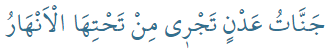 جَنَّاتُ عَدْنٍ تَجْرٖي مِنْ تَحْتِهَا الْاَنْهَارُ